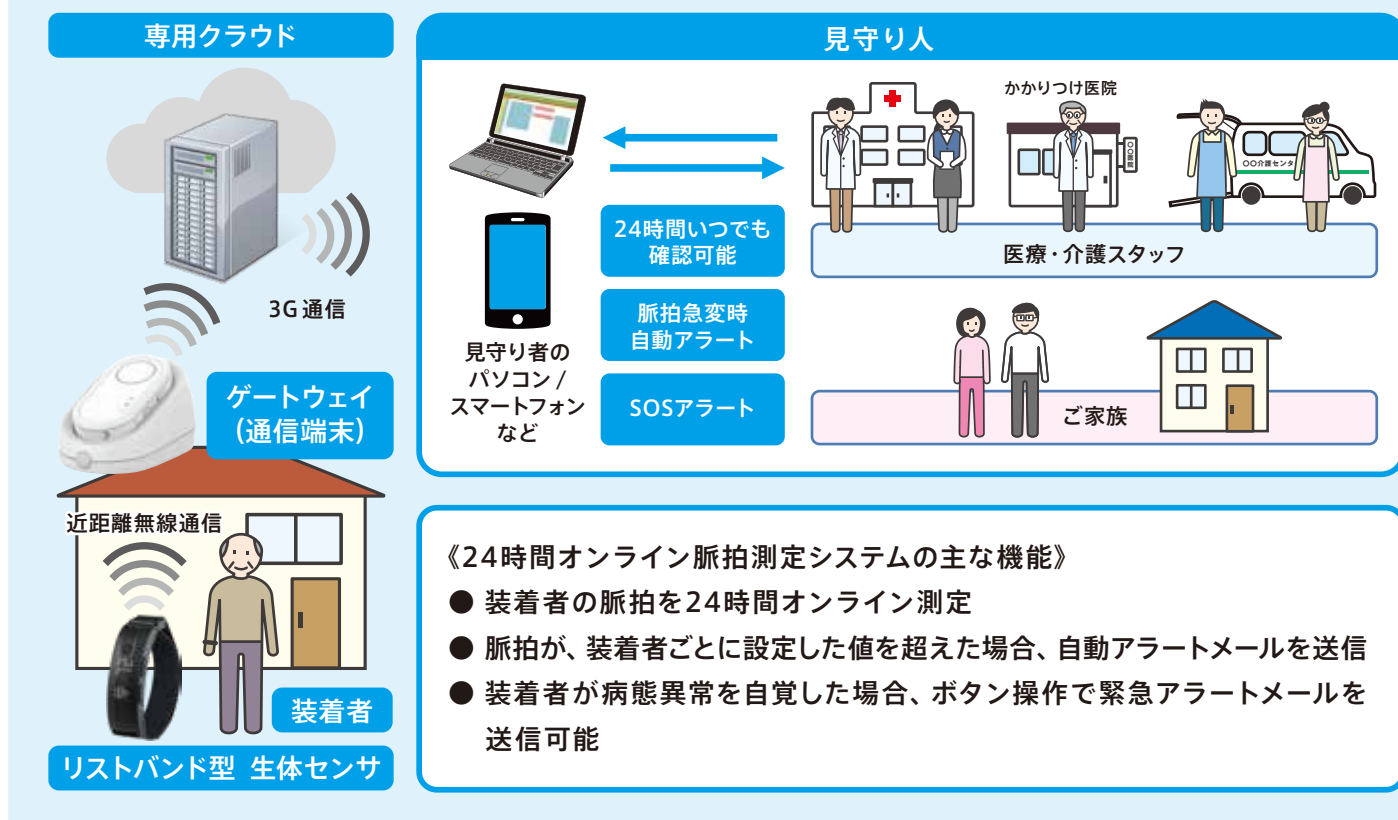 専用クラウド
3G通信
ゲートウェイ
(通信端末)
近距離無線通信
装着者
リストバンド型 生体センサ
見守り人
かかりつけ医院
〇〇医院
〇〇介護センタ
24時間いつでも
確認可能
医療・介護スタッフ
脈拍急変時
自動アラート
見守り者の
パソコン /
スマートフォン
など
SOSアラート
ご家族
《24時間オンライン脈拍測定システムの主な機能》
● 装着者の脈拍を24時間オンライン測定
● 脈拍が、装着者ごとに設定した値を超えた場合、自動アラートメールを送信
● 装着者が病態異常を自覚した場合、ボタン操作で緊急アラートメールを
送信可能